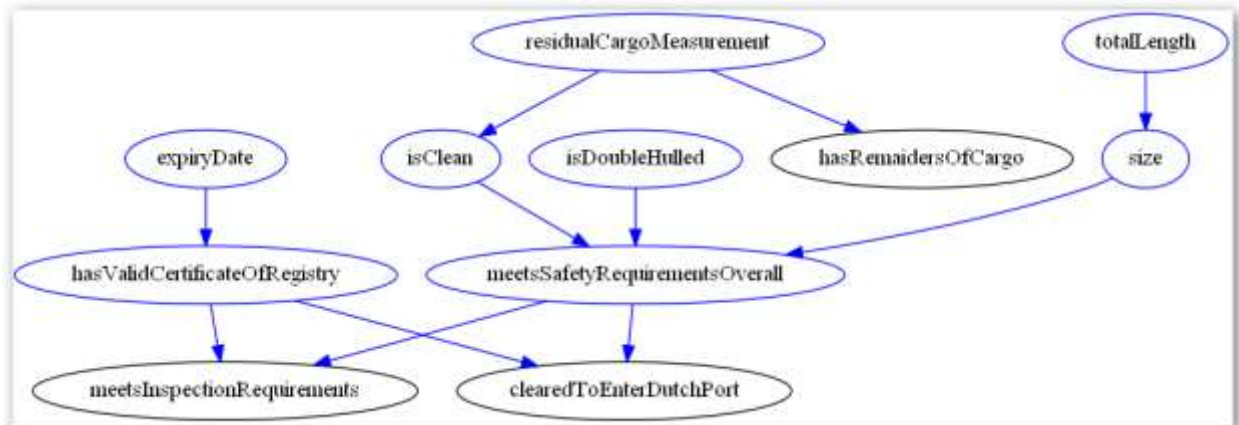 residualCargoMeasurement
totalLength
expiryDate
isClean
isDoubleHulled
hasRemaidersOfCargo
size
hasValidCertificateOfRegistry
meetsSafetyRequirementsOverall
meetsInspectionRequirements
clearedToEnterDutchPort